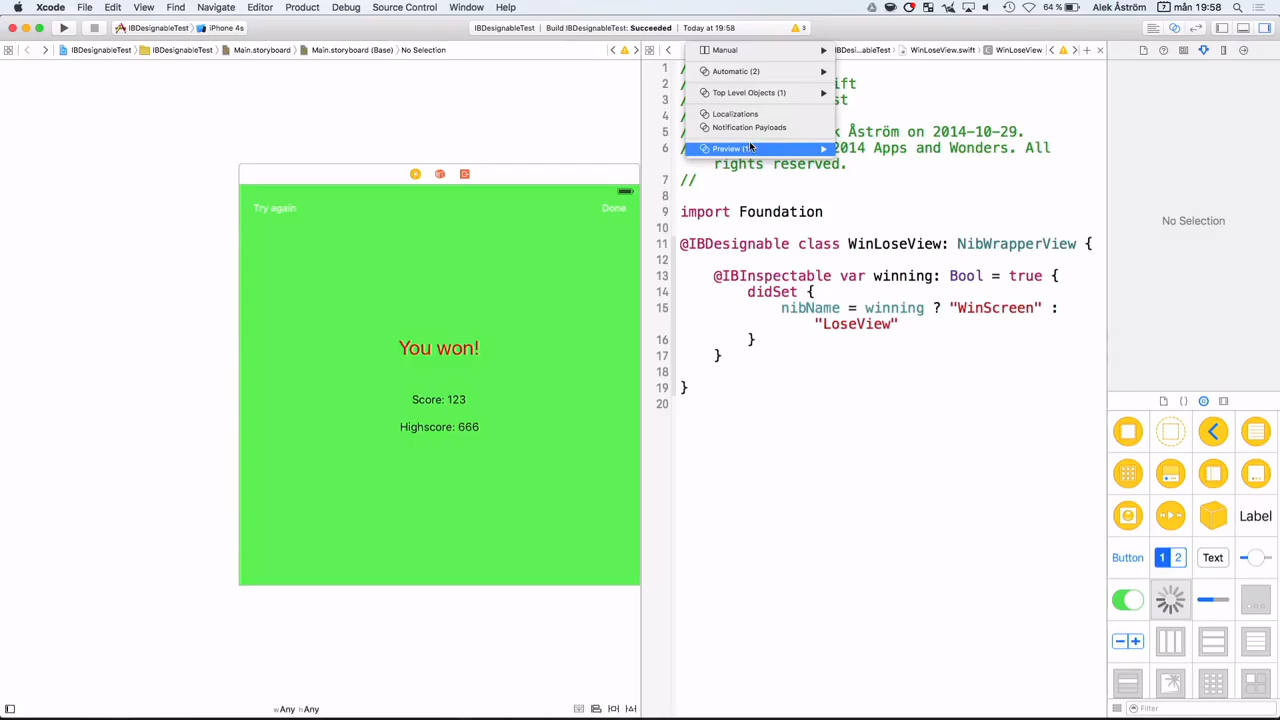 Xcode File Edit View Find Navigate Editor Product Debug Source Control Window Help 64 % Alek Åström 7 mån 19:58
IBDesignableTest iPhone 4s IBDesignableTest Build IBDesignableTest: Succeeded Today at 19:58 3
IBDesignableTest IBDesignableTest Main.storyboard Main.storyboard (Base) No Selection
IBDesi...ableTest WinLoseView.swift WinLoseView
Manual
Automatic (2)
Top Level Objects (1)
Localizations
Notification Payloads
Preview
1 /
2 ift
3 st
4
5 k Åström on 2014-10-29.
6 2014 Apps and Wonders. All
rights reserved.
7 //
8
9 import Foundation
10
11 @IBDesignable class WinLoseView: NibWrapperView {
12
13 @IBInspectable var winning: Bool = true {
14 didSet {
15 nibName = winning ? "WinScreen" :
"LoseView"
16 }
17 }
18
19 }
20
Try again Done
You won!
Score: 123
Highscore: 666
No Selection
Label
Button 1 2 Text
wAny hAny
Filter